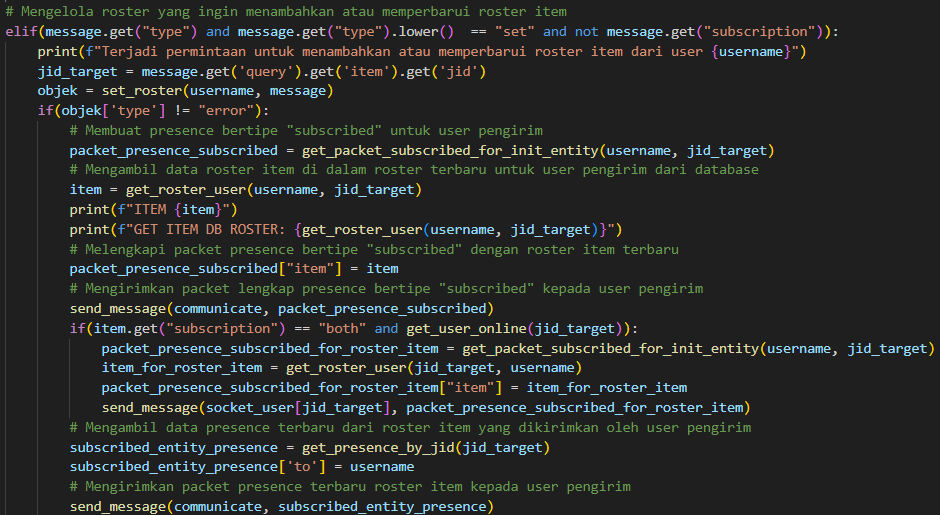 # Mengelola roster yang ingin menambahkan atau memperbarui roster item
elif(message.get("type") and message.get("type").lower()  == "set" and not message.get("subscription")):
    print(f"Terjadi permintaan untuk menambahkan atau memperbarui roster item dari user {username}")
    jid_target = message.get('query').get('item').get('jid')
    objek = set_roster(username, message)
    if(objek['type'] != "error"):
        # Membuat presence bertipe "subscribed" untuk user pengirim
        packet_presence_subscribed = get_packet_subscribed_for_init_entity(username, jid_target)
        # Mengambil data roster item di dalam roster terbaru untuk user pengirim dari database
        item = get_roster_user(username, jid_target)
        print(f"ITEM {item}")
        print(f"GET ITEM DB ROSTER: {get_roster_user(username, jid_target)}")
        # Melengkapi packet presence bertipe "subscribed" dengan roster item terbaru
        packet_presence_subscribed["item"] = item
        # Mengirimkan packet lengkap presence bertipe "subscribed" kepada user pengirim
        send_message(communicate, packet_presence_subscribed)
        if(item.get("subscription") == "both" and get_user_online(jid_target)):
            packet_presence_subscribed_for_roster_item = get_packet_subscribed_for_init_entity(username, jid_target)
            item_for_roster_item = get_roster_user(jid_target, username)
            packet_presence_subscribed_for_roster_item["item"] = item_for_roster_item
            send_message(socket_user[jid_target], packet_presence_subscribed_for_roster_item)
        # Mengambil data presence terbaru dari roster item yang dikirimkan oleh user pengirim
        subscribed_entity_presence = get_presence_by_jid(jid_target)
        subscribed_entity_presence['to'] = username
        # Mengirimkan packet presence terbaru roster item kepada user pengirim
        send_message(communicate, subscribed_entity_presence)